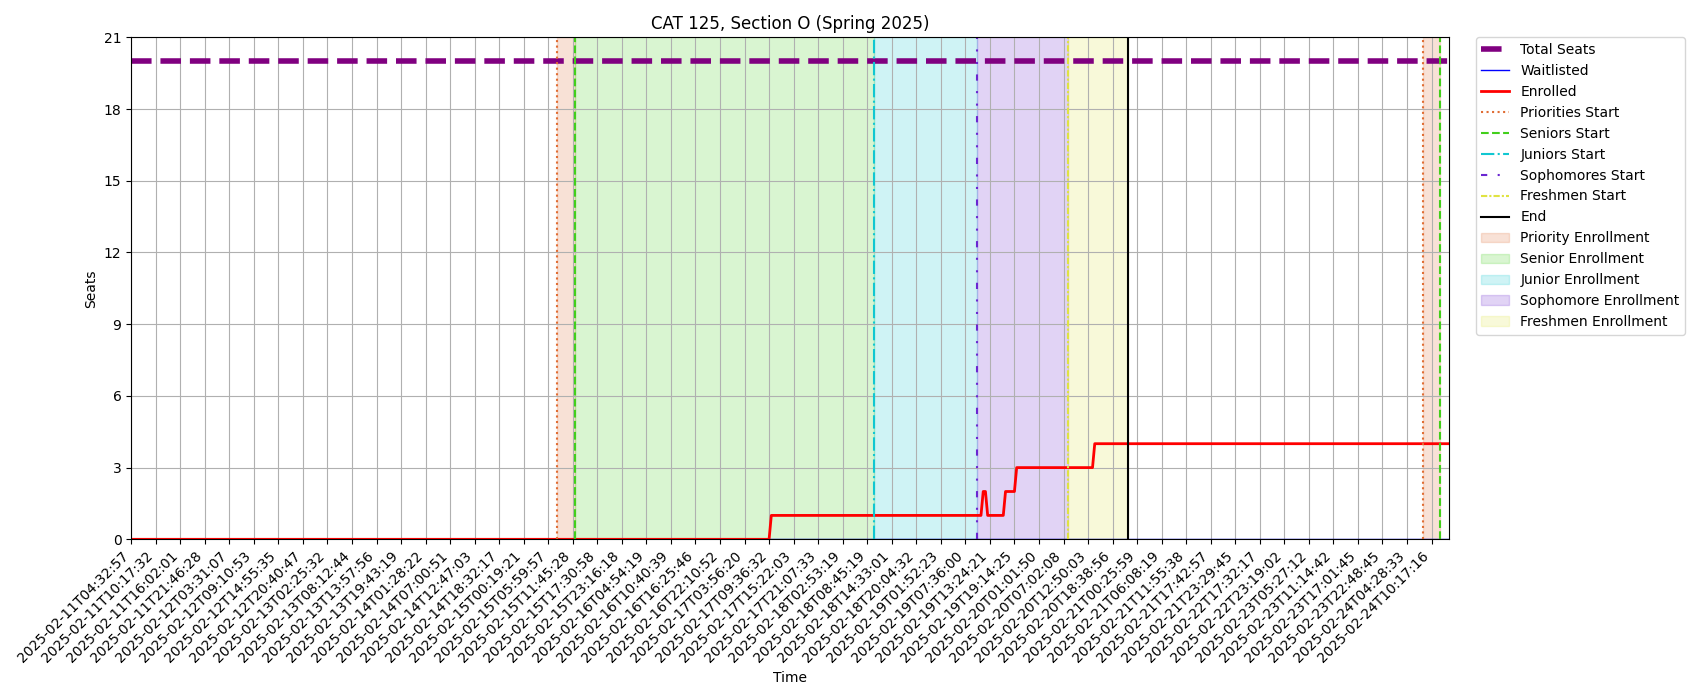 CAT 125, Section O (Spring 2025)
21
18
15
12
9
6
3
0
Seats
2025-02-11T04:32:57
2025-02-11T10:17:32
2025-02-11T16:02:01
2025-02-11T21:46:28
2025-02-12T03:31:07
2025-02-12T09:10:53
2025-02-12T14:55:35
2025-02-12T20:40:47
2025-02-13T02:25:32
2025-02-13T08:12:44
2025-02-13T13:57:56
2025-02-13T19:43:19
2025-02-14T01:28:22
2025-02-14T07:00:51
2025-02-14T12:47:03
2025-02-14T18:32:17
2025-02-15T00:19:21
2025-02-15T05:59:57
2025-02-15T11:45:28
2025-02-15T17:30:58
2025-02-15T23:16:18
2025-02-16T04:54:19
2025-02-16T10:40:39
2025-02-16T16:25:46
2025-02-16T22:10:52
2025-02-17T03:56:20
2025-02-17T09:36:32
2025-02-17T15:22:03
2025-02-17T21:07:33
2025-02-18T02:53:19
2025-02-18T08:45:19
2025-02-18T14:33:01
2025-02-18T20:04:32
2025-02-19T01:52:23
2025-02-19T07:36:00
2025-02-19T13:24:21
2025-02-19T19:14:25
2025-02-20T01:01:50
2025-02-20T07:02:08
2025-02-20T12:50:03
2025-02-20T18:38:56
2025-02-21T00:25:59
2025-02-21T06:08:19
2025-02-21T11:55:38
2025-02-21T17:42:57
2025-02-21T23:29:45
2025-02-22T17:32:17
2025-02-22T23:19:02
2025-02-23T05:27:12
2025-02-23T11:14:42
2025-02-23T17:01:45
2025-02-23T22:48:45
2025-02-24T04:28:33
2025-02-24T10:17:16
Time
Total Seats
Waitlisted
Enrolled
Priorities Start
Seniors Start
Juniors Start
Sophomores Start
Freshmen Start
End
Priority Enrollment
Senior Enrollment
Junior Enrollment
Sophomore Enrollment
Freshmen Enrollment